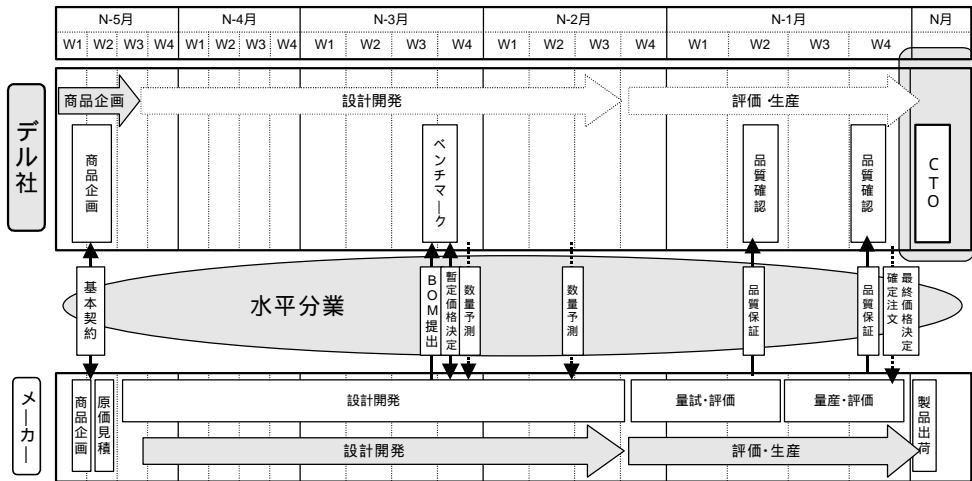 N-5月 N-4月 N-3月 N-2月 N-1月 N月
W1 W2 W3 W4 W1 W2 W3 W4 W1 W2 W3 W4 W1 W2 W3 W4 W1 W2 W3 W4
デル社
商品企画 設計開発 評価・生産
商品企画
ベンチマーク
品質確認
品質確認
CTO
水平分業
基本契約
BOM提出
暫定価格決定
数量予測
数量予測
品質保証
品質保証
最終価格決定
確定注文
メーカー
商品企画
原価見積
設計開発 量試・評価 量産・評価
製品出荷
設計開発 評価・生産